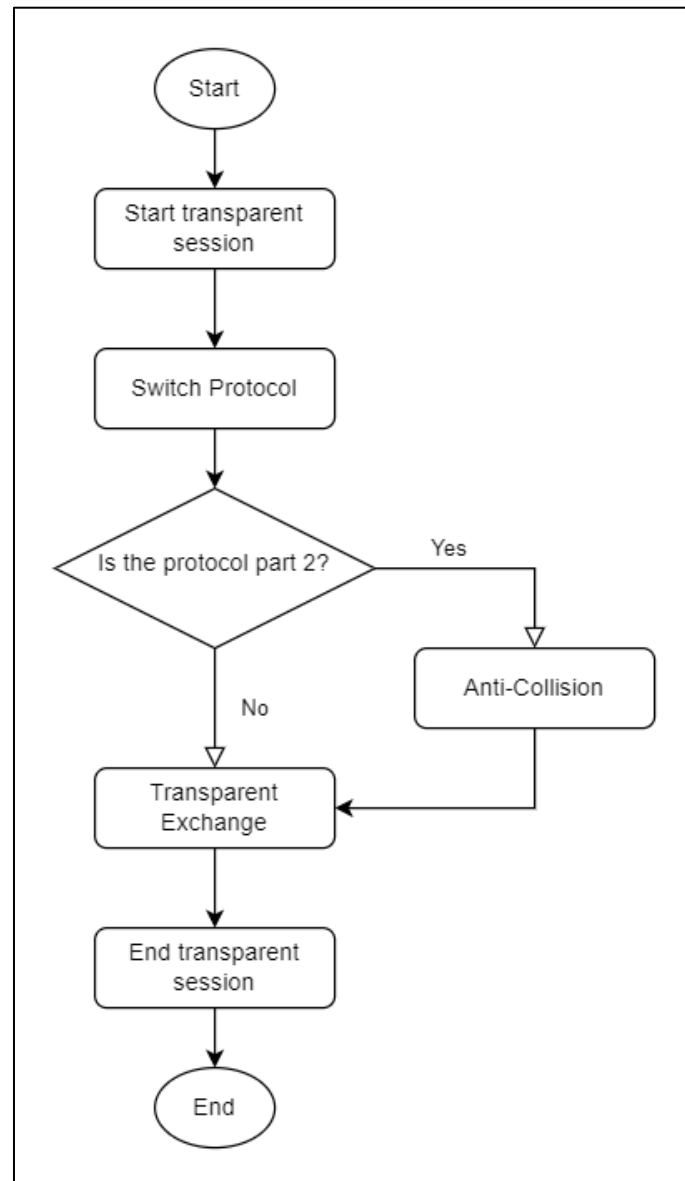 Start
Start transparent
session
Switch Protocol
Is the protocol part 2?
Yes
Anti-Collision
No
Transparent
Exchange
End transparent
session
End